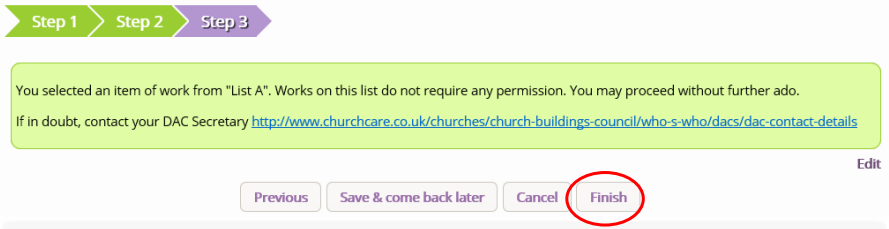 Step 1 Step 2 Step 3
You selected an item of work from "List A". Works on this list do not require any permission. You may proceed without further ado.
If in doubt, contact your DAC Secretary http://www.churchcare.co.uk/churches/church-buildings-council/who-s-who/dacs/dac-contact-details
Edit
Previous Save & come back later Cancel Finish